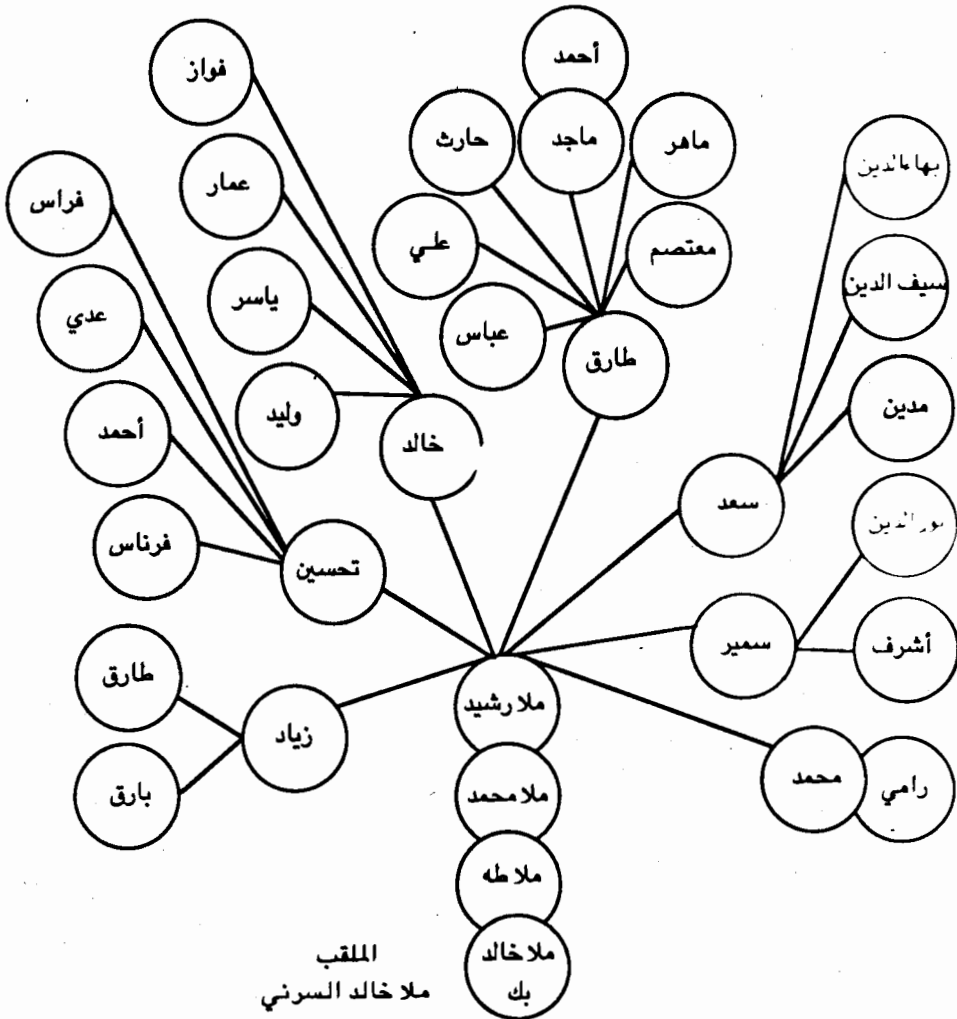 أحمد
فواز
ماجد
حارث
ماهر
بهاءالدين
عمار
فراس
علي
معتصم
سيف الدين
ياسر
عدي
عباس
طارق
مدين
وليد
أحمد
خالد
سعد
نورالدين
فرناس
تحسين
أشرف
سمير
طارق
ملا رشيد
زياد
محمد
رامي
بارق
ملا محمد
ملا طه
ملا خالد
بك
الملقب
ملا خالد السرني